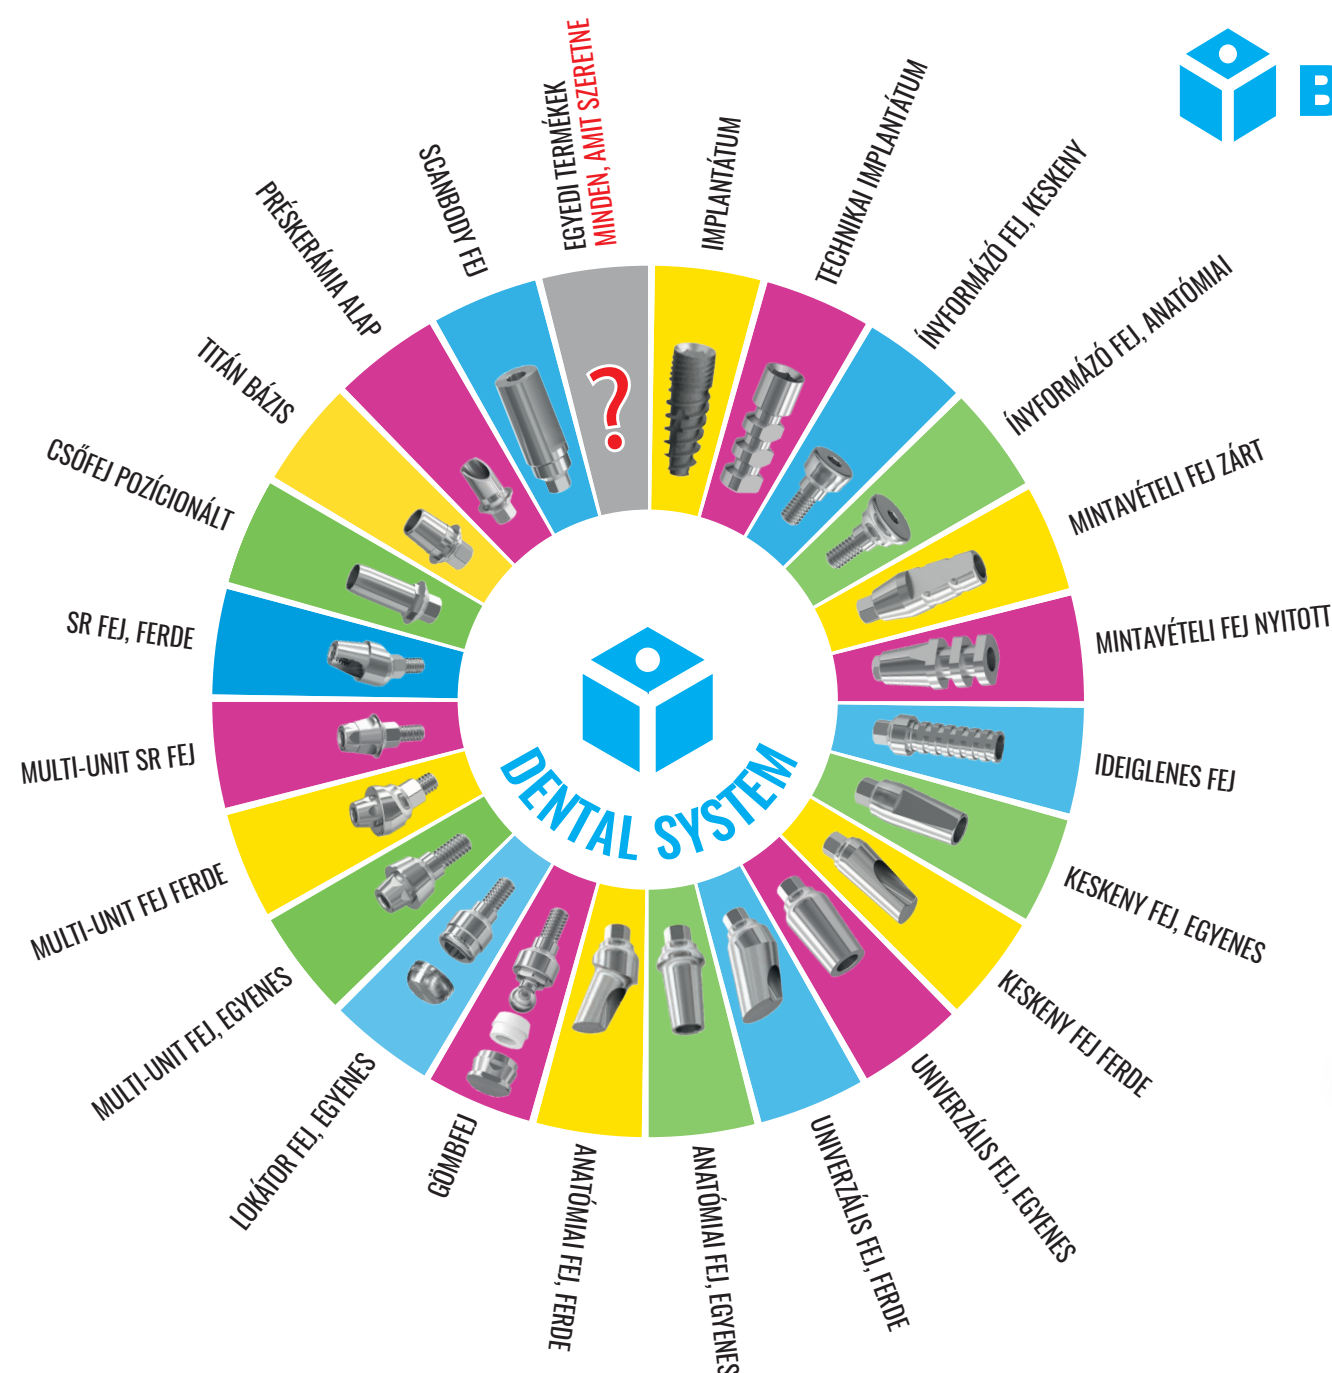 B
EGYEDI TERMÉKEK
MINDEN, AMIT SZERETNE
IMPLANTÁTUM
TECHNIKAI IMPLANTÁTUM
ÍNYFORMÁZÓ FEJ, KESKENY
ÍNYFORMÁZÓ FEJ, ANATÓMIAI
MINTAVÉTELI FEJ ZÁRT
MINTAVÉTELI FEJ NYITOTT
IDEIGLENES FEJ
KESKENY FEJ, EGYENES
KESKENY FEJ FERDE
UNIVERZÁLIS FEJ, EGYENES
UNIVERZÁLIS FEJ, FERDE
ANATÓMIAI FEJ, EGYENES
ANATÓMIAI FEJ, FERDE
GÖMBFEJ
LOKÁTOR FEJ, EGYENES
MULTI-UNIT FEJ, EGYENES
MULTI-UNIT FEJ FERDE
MULTI-UNIT SR FEJ
SR FEJ, FERDE
CSŐFEJ POZÍCIONÁLT
TITÁN BÁZIS
PRÉSKERÁMIA ALAP
SCANBODY FEJ
?
DENTAL SYSTEM